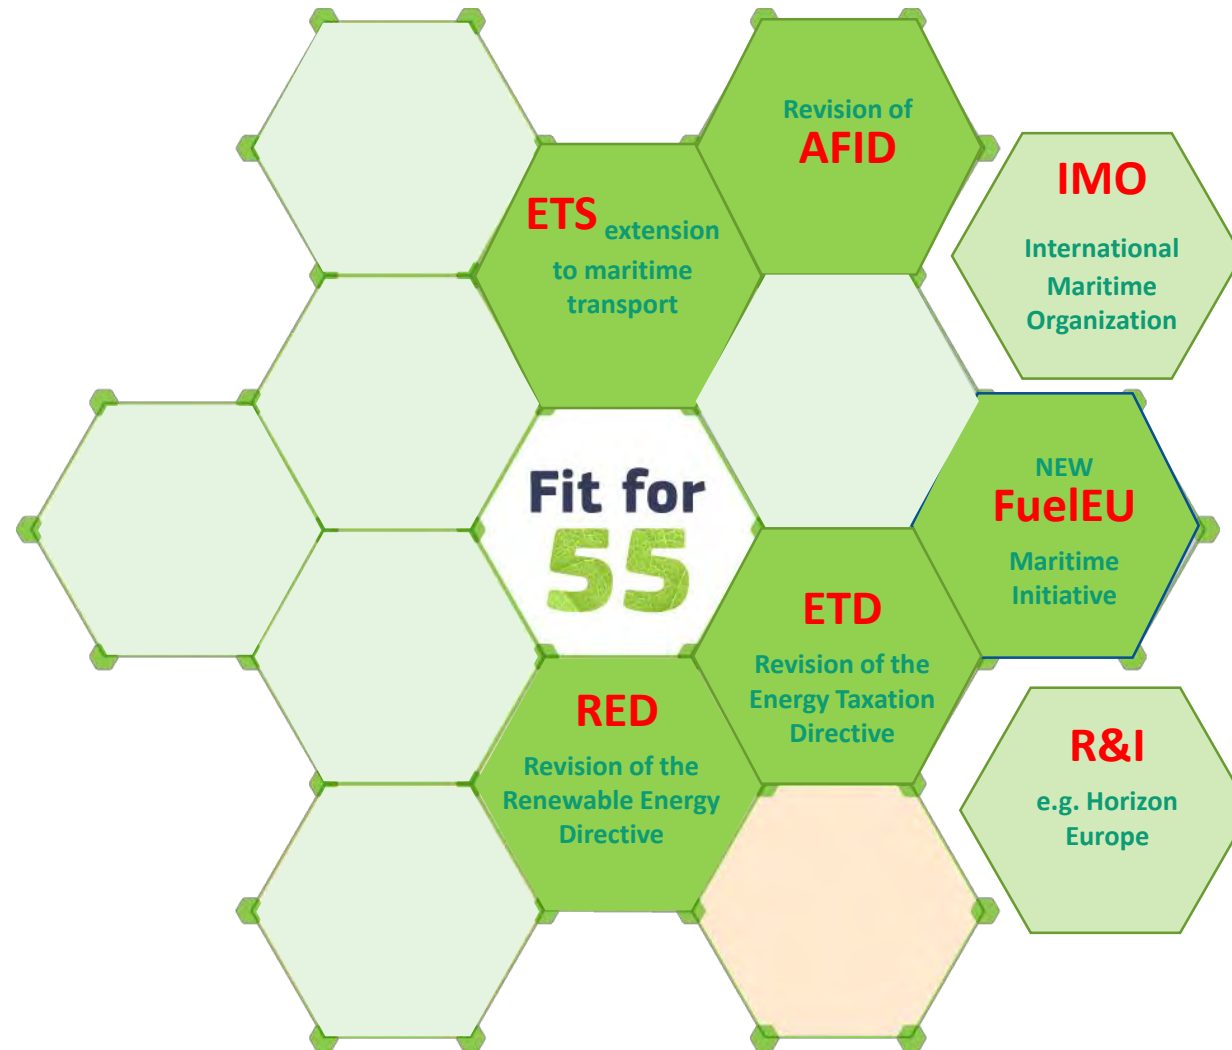 Revision of
AFID
ETS extension
to maritime
transport
IMO
International
Maritime
Organization
Fit for
55
NEW
FuelEU
Maritime
Initiative
ETD
Revision of the
Energy Taxation
Directive
RED
Revision of the
Renewable Energy
Directive
R&I
e.g. Horizon
Europe